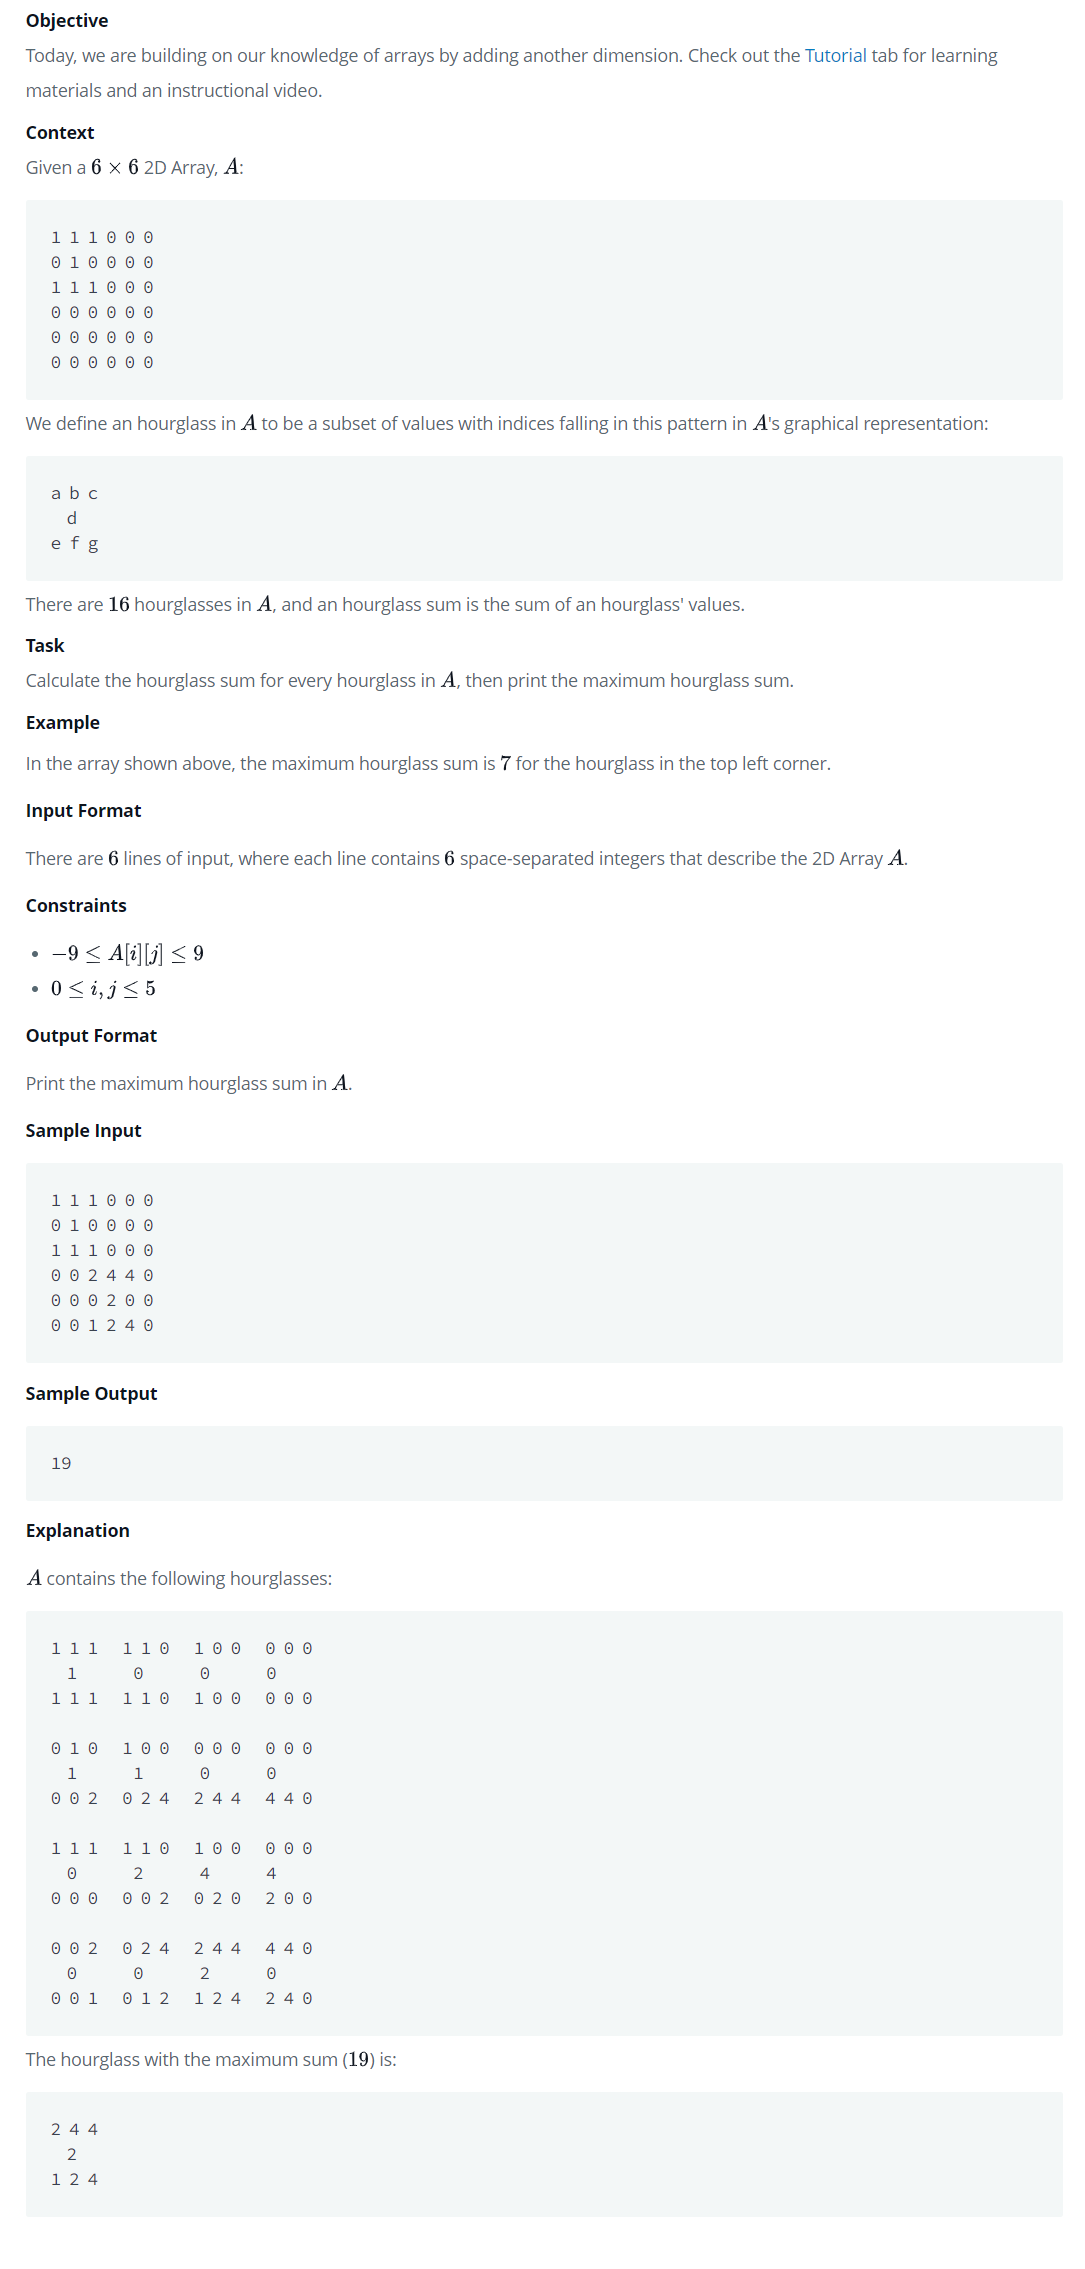 Objective
Today, we are building on our knowledge of arrays by adding another dimension. Check out the Tutorial tab for learning
materials and an instructional video.
Context
Given a 6 × 6 2D Array, A:
1 1 1 0 0 0
0 1 0 0 0 0
1 1 1 0 0 0
0 0 0 0 0 0
0 0 0 0 0 0
0 0 0 0 0 0
We define an hourglass in A to be a subset of values with indices falling in this pattern in A's graphical representation:
a b c
  d
e f g
There are 16 hourglasses in A, and an hourglass sum is the sum of an hourglass' values.
Task
Calculate the hourglass sum for every hourglass in A, then print the maximum hourglass sum.
Example
In the array shown above, the maximum hourglass sum is 7 for the hourglass in the top left corner.
Input Format
There are 6 lines of input, where each line contains 6 space-separated integers that describe the 2D Array A.
Constraints
• −9 ≤ A[i][j] ≤ 9
• 0 ≤ i, j ≤ 5
Output Format
Print the maximum hourglass sum in A.
Sample Input
1 1 1 0 0 0
0 1 0 0 0 0
1 1 1 0 0 0
0 0 2 4 4 0
0 0 0 2 0 0
0 0 1 2 4 0
Sample Output
19
Explanation
A contains the following hourglasses:
1 1 1   1 1 0   1 0 0   0 0 0
  1       0       0       0
1 1 1   1 1 0   1 0 0   0 0 0
0 1 0   1 0 0   0 0 0   0 0 0
  1       1       0       0
0 0 2   0 2 4   2 4 4   4 4 0
1 1 1   1 1 0   1 0 0   0 0 0
  0       2       4       4
0 0 0   0 0 2   0 2 0   2 0 0
0 0 2   0 2 4   2 4 4   4 4 0
  0       0       2       0
0 0 1   0 1 2   1 2 4   2 4 0
The hourglass with the maximum sum (19) is:
2 4 4
  2
1 2 4